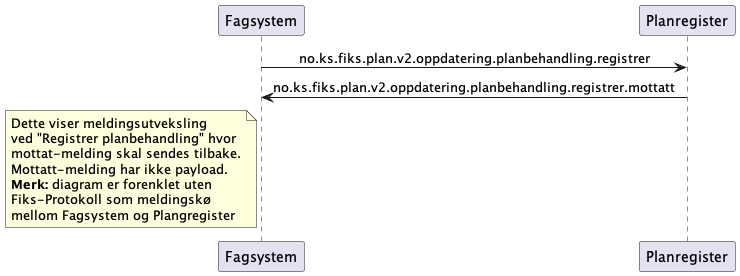 Fagsystem
Planregister
no.ks.fiks.plan.v2.oppdatering.planbehandling.registrer
no.ks.fiks.plan.v2.oppdatering.planbehandling.registrer.mottatt
Dette viser meldingsutveksling
ved "Registrer planbehandling" hvor
mottat-melding skal sendes tilbake.
Mottatt-melding har ikke payload.
Merk: diagram er forenklet uten
Fiks-Protokoll som meldingskø
mellom Fagsystem og Plangregister
Fagsystem
Planregister